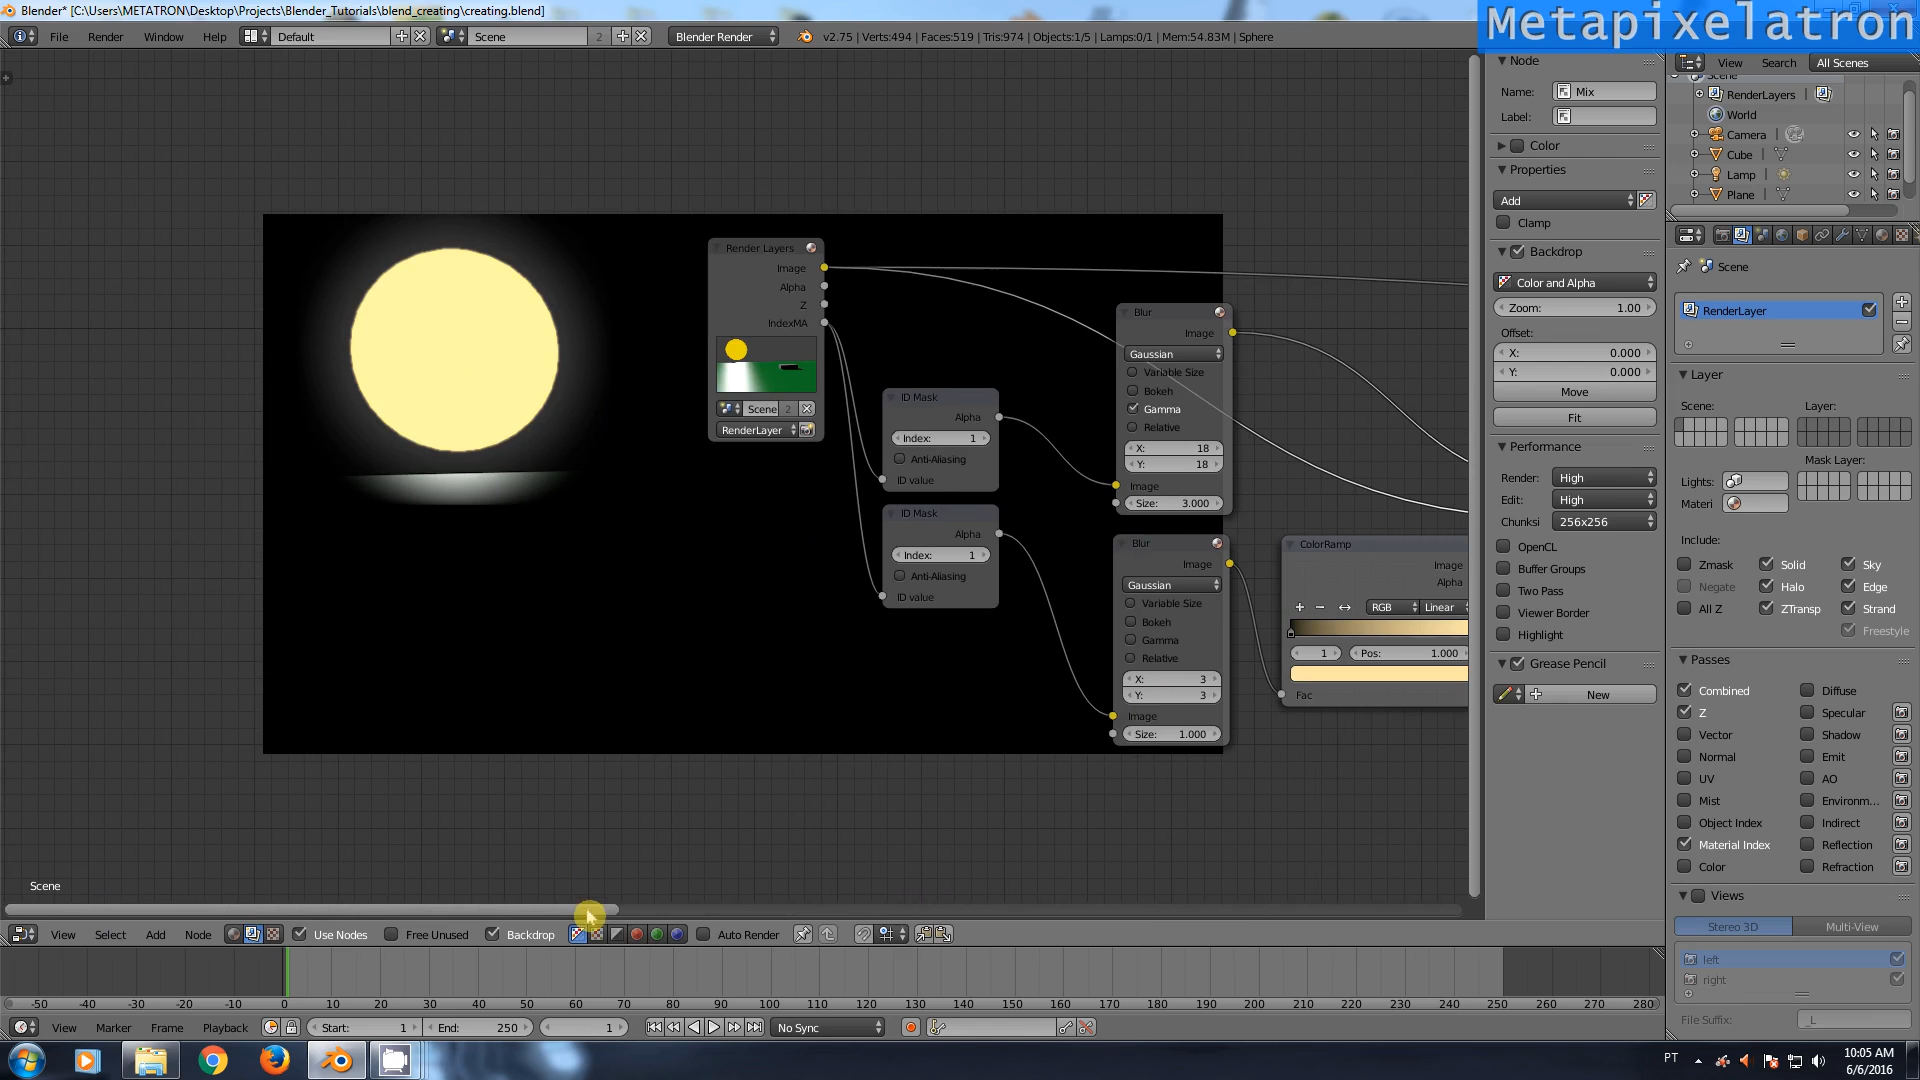 Blender* [C:\Users\METATRON\Desktop\Projects\Blender_Tutorials\blend_creating\creating.blend]
Metapixelatron
File Render Window Help Default Scene 2 Blender Render v2.75 | Verts:494 | Faces:519 | Tris:974 | Objects:1/5 | Lamps:0/1 | Mem:54.83M | Sphere
Node
Name: Mix
Label:
Color
Properties
Add
Clamp
Backdrop
Color and Alpha
Zoom: 1.00
Offset:
X: 0.000
Y: 0.000
Move
Fit
Performance
Render: High
Edit: High
Chunksi 256x256
OpenCL
Buffer Groups
Two Pass
Viewer Border
Highlight
Grease Pencil
New
View Search All Scenes
Scene
RenderLayers
World
Camera
Cube
Lamp
Plane
Scene
RenderLayer
Layer
Scene: Layer:
Mask Layer:
Lights:
Materi
Include:
Zmask Solid Sky
Negate Halo Edge
All Z ZTransp Strand
Freestyle
Passes
Combined Diffuse
Z Specular
Vector Shadow
Normal Emit
UV AO
Mist Environm...
Object Index Indirect
Material Index Reflection
Color Refraction
Views
Stereo 3D Multi-View
left
right
File Suffix: _L
Render Layers
Image
Alpha
Z
IndexMA
Scene 2
RenderLayer
ID Mask
Alpha
Index: 1
Anti-Aliasing
ID value
ID Mask
Alpha
Index: 1
Anti-Aliasing
ID value
Blur
Image
Gaussian
Variable Size
Bokeh
Gamma
Relative
X: 18
Y: 18
Image
Size: 3.000
Blur
Image
Gaussian
Variable Size
Bokeh
Gamma
Relative
X: 3
Y: 3
Image
Size: 1.000
ColorRamp
Image
Alpha
RGB Linear
1 Pos: 1.000
Fac
Scene
View Select Add Node Use Nodes Free Unused Backdrop Auto Render
-50 -40 -30 -20 -10 0 10 20 30 40 50 60 70 80 90 100 110 120 130 140 150 160 170 180 190 200 210 220 230 240 250 260 270 280
View Marker Frame Playback Start: 1 End: 250 1 No Sync
PT
10:05 AM
6/6/2016